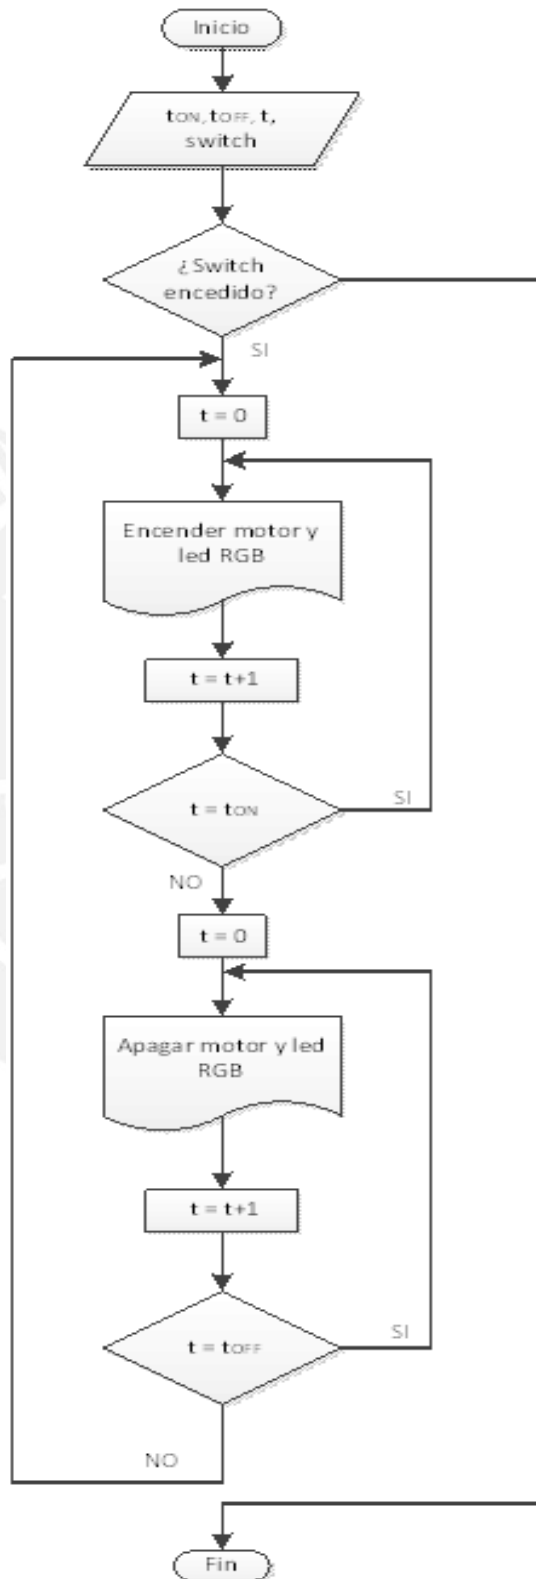 Inicio
tON, tOFF, t,
switch
¿Switch
encedido?
SI
t = 0
Encender motor y
led RGB
t = t+1
t = tON
SI
NO
t = 0
Apagar motor y led
RGB
t = t+1
t = tOFF
SI
NO
Fin